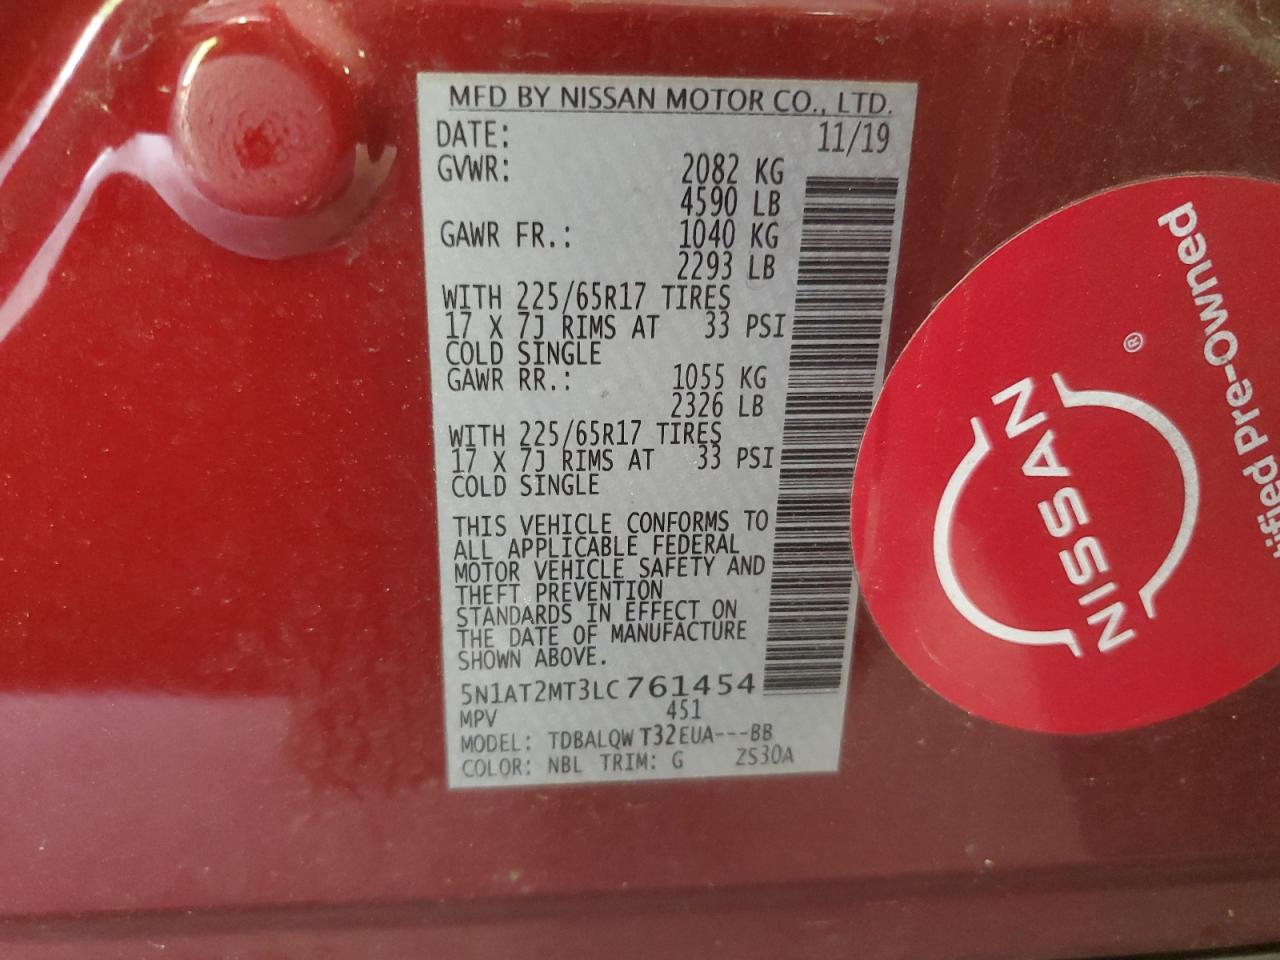 MFD BY NISSAN MOTOR CO., LTD.
DATE: 11/19
GVWR: 2082 KG
4590 LB
GAWR FR.: 1040 KG
2293 LB
WITH 225/65R17 TIRES
17 X 7J RIMS AT 33 PSI
COLD SINGLE
GAWR RR.: 1055 KG
2326 LB
WITH 225/65R17 TIRES
17 X 7J RIMS AT 33 PSI
COLD SINGLE
THIS VEHICLE CONFORMS TO
ALL APPLICABLE FEDERAL
MOTOR VEHICLE SAFETY AND
THEFT PREVENTION
STANDARDS IN EFFECT ON
THE DATE OF MANUFACTURE
SHOWN ABOVE.
5N1AT2MT3LC761454
MPV 451
MODEL: TDBALQW T32EUA---BB
COLOR: NBL TRIM: G ZS30A
NISSAN ®
Pre-Owned